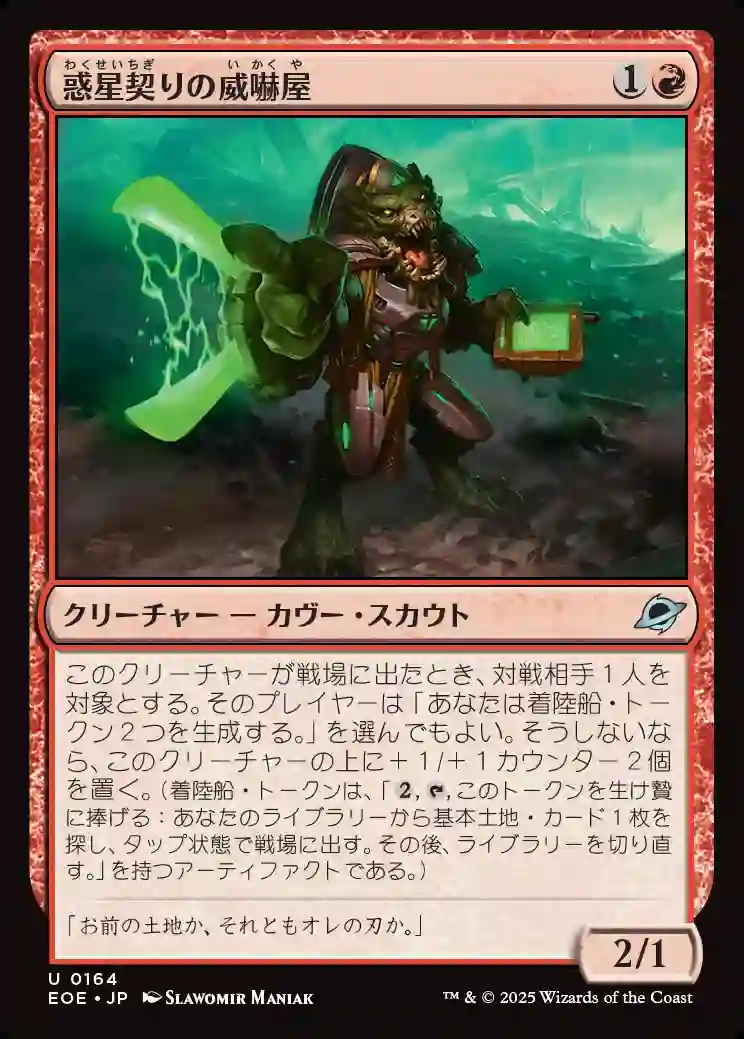 わくせいちぎ いかくや
惑星契りの威嚇屋 1
クリーチャー — カヴー・スカウト
このクリーチャーが戦場に出たとき、対戦相手1人を
対象とする。そのプレイヤーは「あなたは着陸船・トー
クン2つを生成する。」を選んでもよい。そうしないな
ら、このクリーチャーの上に+1/+1カウンター2個
を置く。(着陸船・トークンは、「2, ,このトークンを生け贄
に捧げる:あなたのライブラリーから基本土地・カード1枚を
探し、タップ状態で戦場に出す。その後、ライブラリーを切り直
す。」を持つアーティファクトである。)
「お前の土地か、それともオレの刃か。」
2/1
U 0164
EOE • JP SLAWOMIR MANIAK
™ & © 2025 Wizards of the Coast